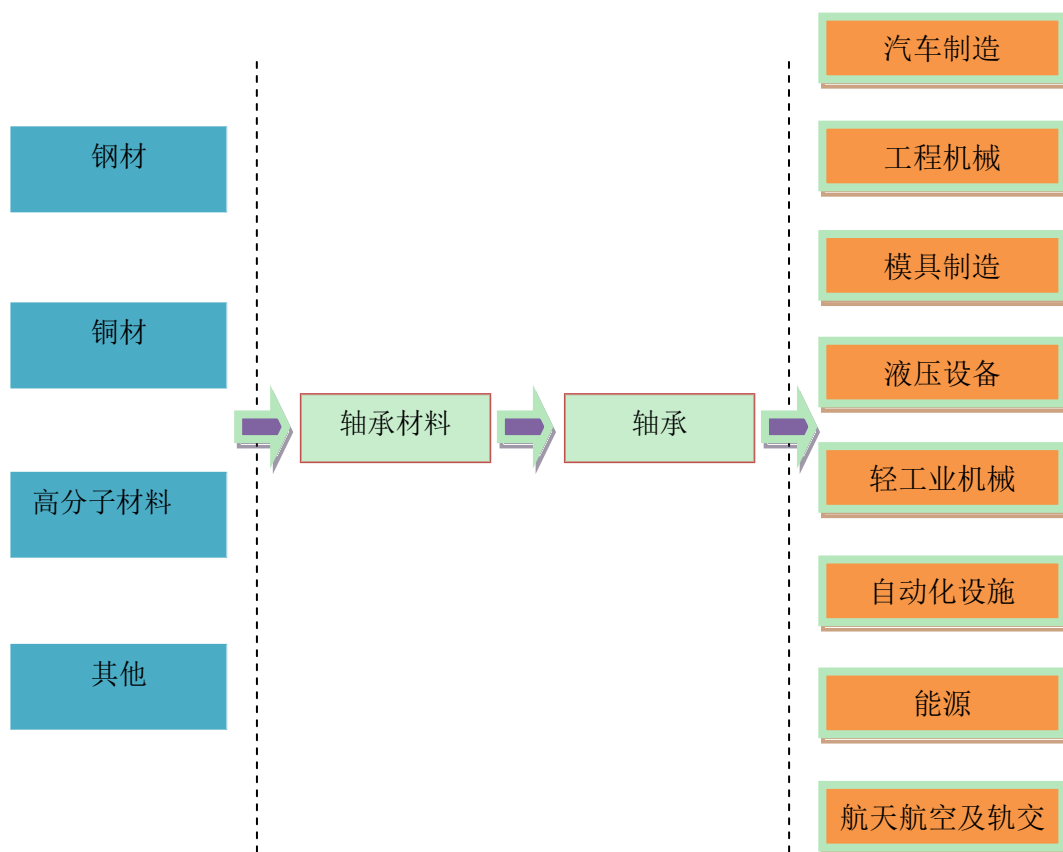 钢材
铜材
高分子材料
其他
轴承材料
轴承
汽车制造
工程机械
模具制造
液压设备
轻工业机械
自动化设施
能源
航天航空及轨交